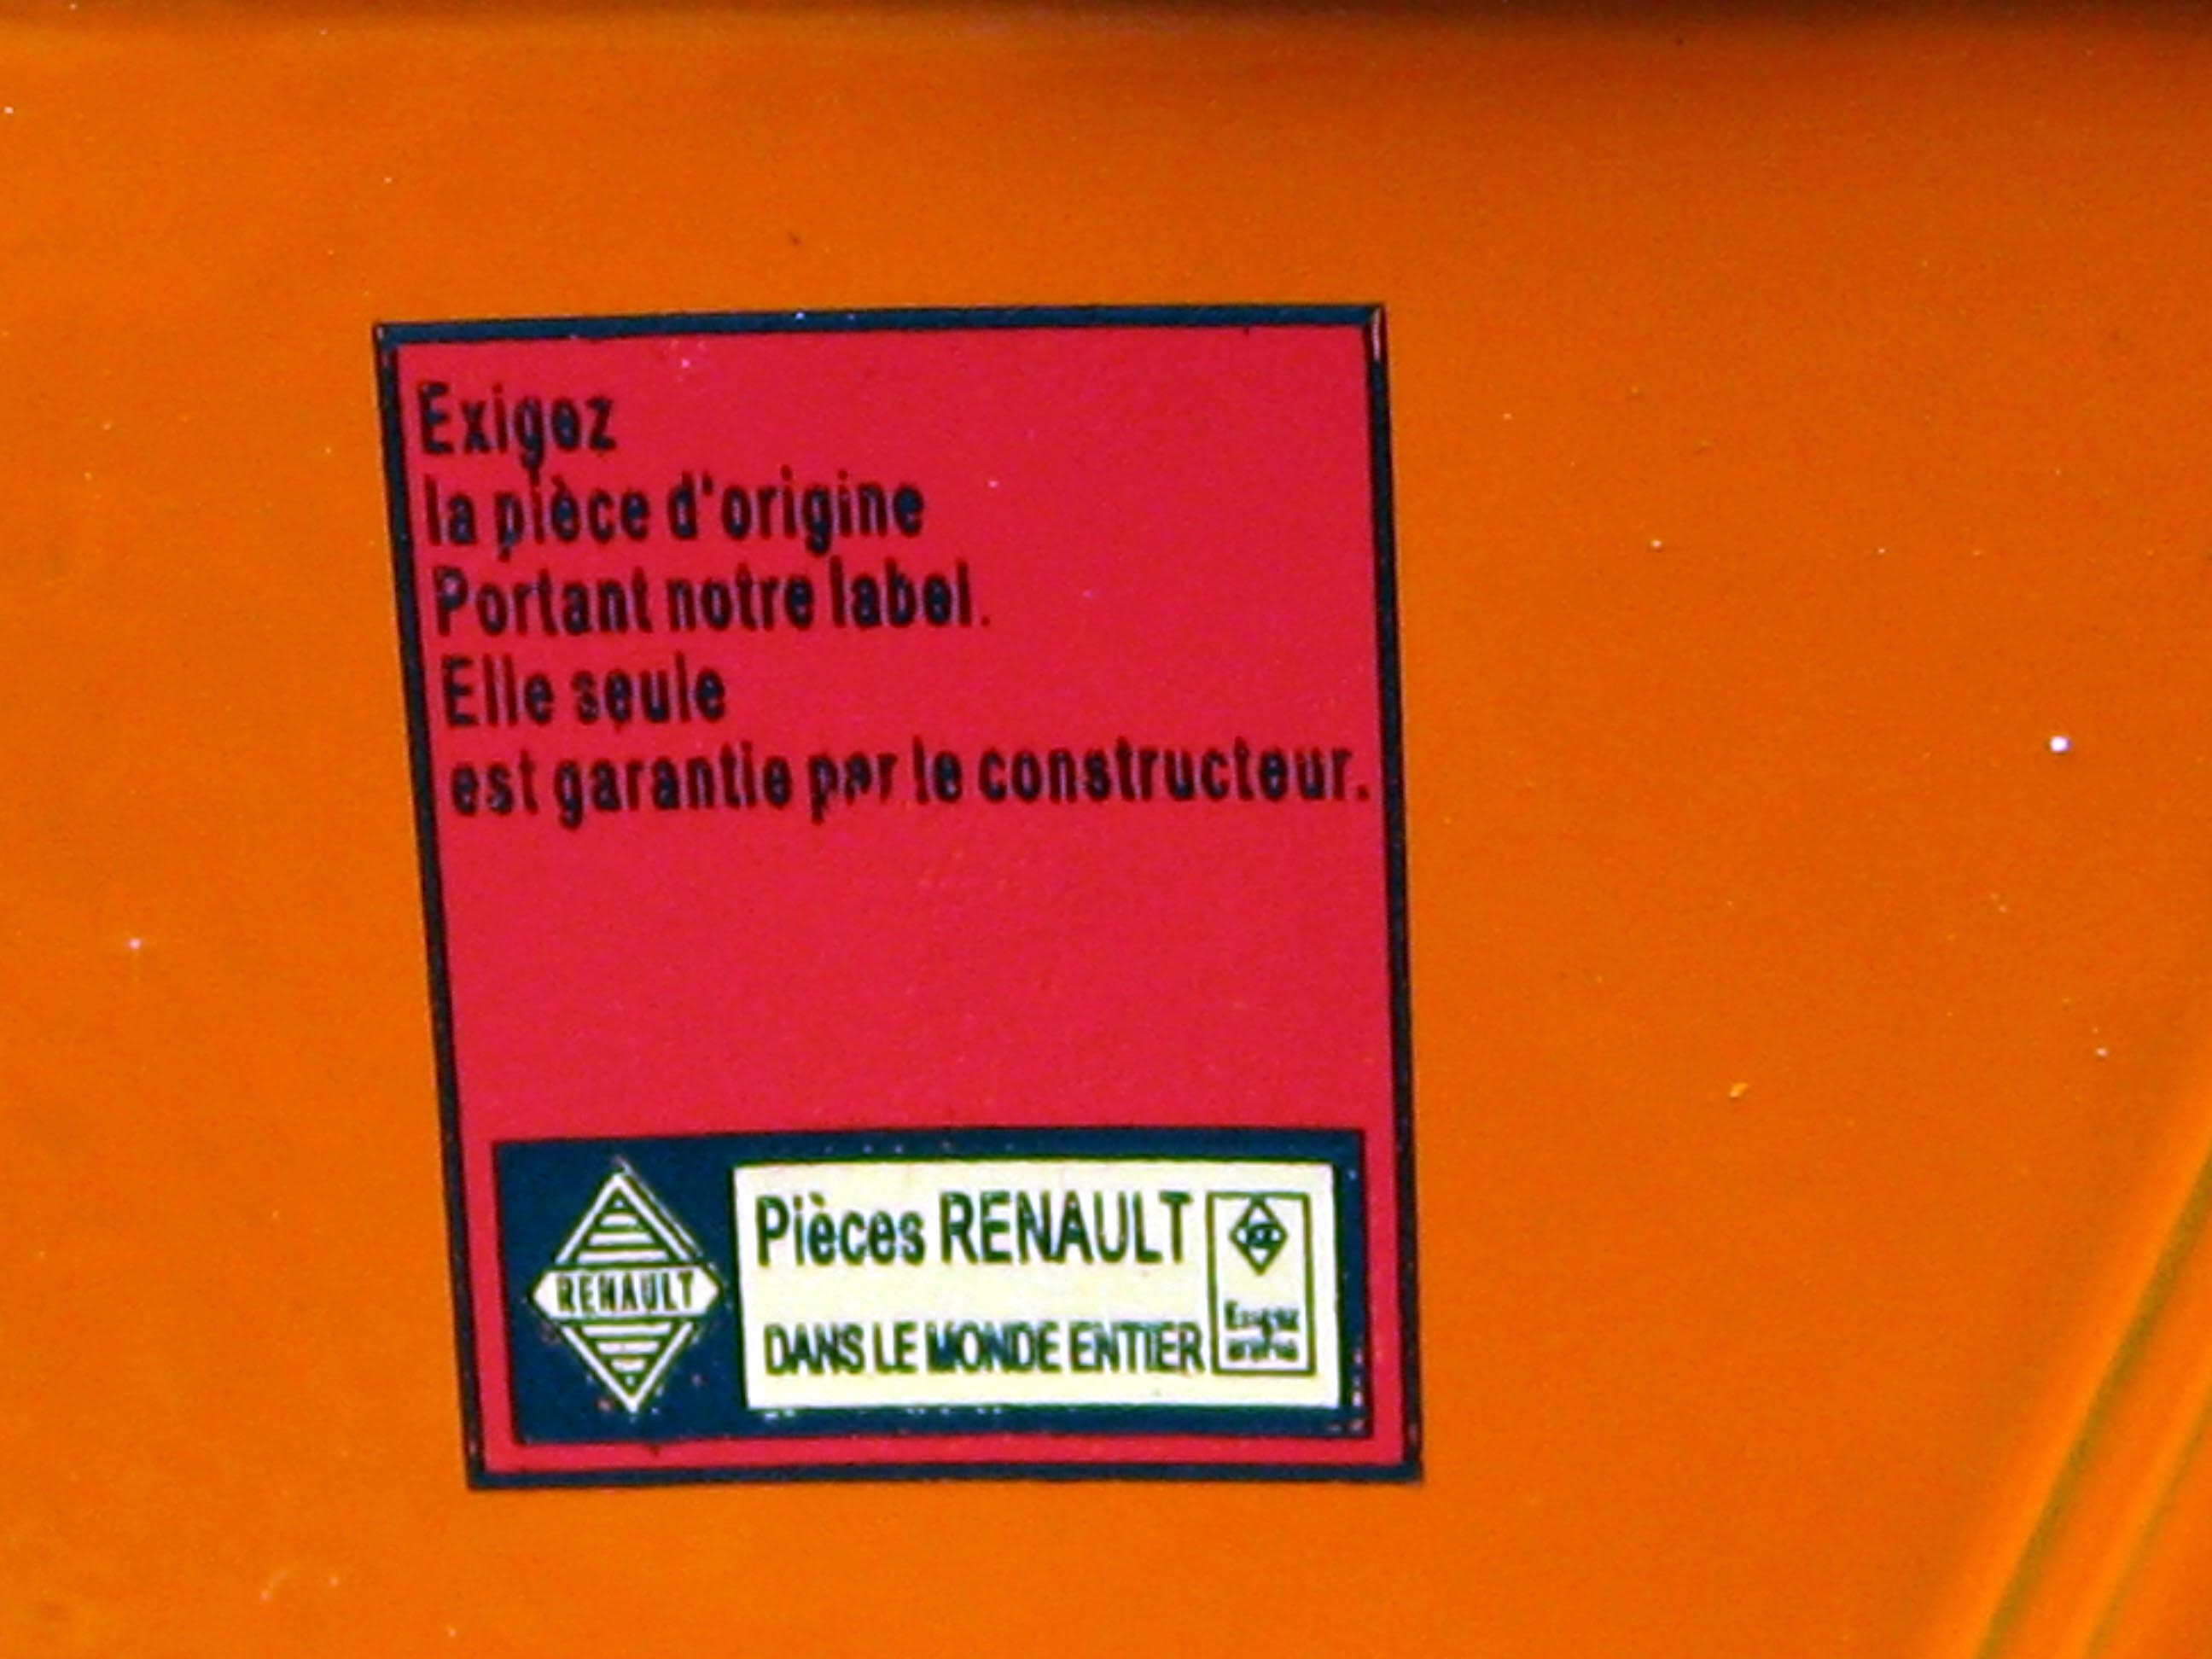 Exigez
la pièce d'origine
Portant notre label.
Elle seule
est garantie par le constructeur.
RENAULT
Pièces RENAULT
DANS LE MONDE ENTIER
Exigez